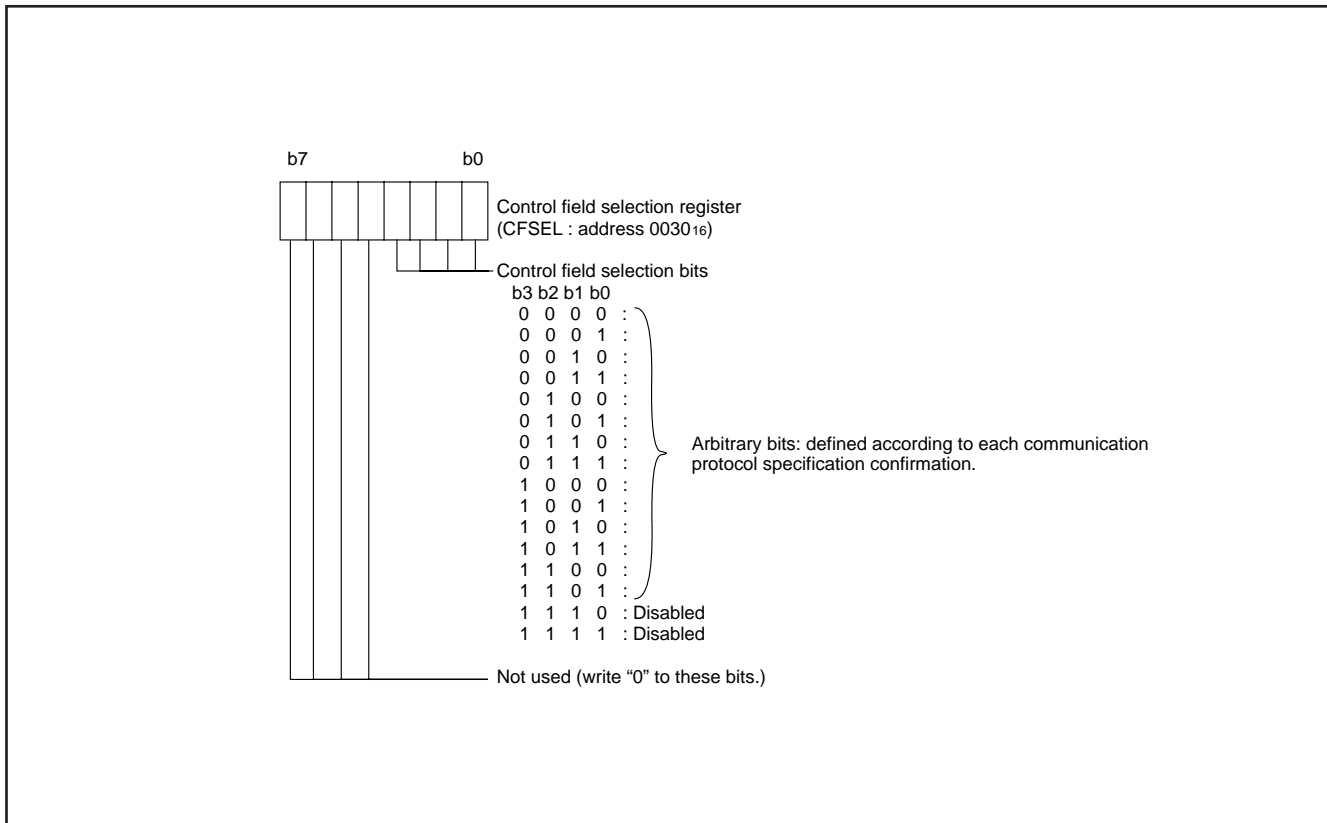 b7 b0
Control field selection register
(CFSEL : address 003016)
Control field selection bits
b3 b2 b1 b0
0 0 0 0 :
0 0 0 1 :
0 0 1 0 :
0 0 1 1 :
0 1 0 0 :
0 1 0 1 :
0 1 1 0 :
0 1 1 1 :
1 0 0 0 :
1 0 0 1 :
1 0 1 0 :
1 0 1 1 :
1 1 0 0 :
1 1 0 1 :
Arbitrary bits: defined according to each communication
protocol specification confirmation.
1 1 1 0 : Disabled
1 1 1 1 : Disabled
Not used (write “0” to these bits.)